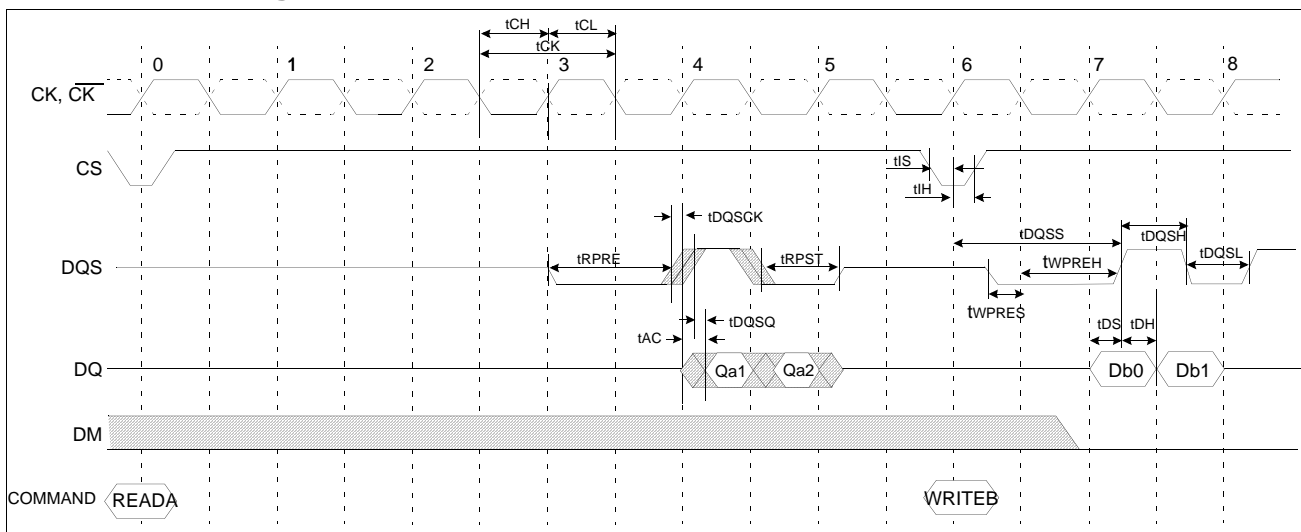 tCH tCL
tCK
0 1 2 3 4 5 6 7 8
CK, CK
CS
tIS
tIH
tDQSCK
tDQSS
tDQSH
DQS
tRPRE
tRPST
tWPREH
tDQSL
tWPRES
tDQSQ
tAC
tDS tDH
DQ
Qa1 Qa2 Db0 Db1
DM
COMMAND READA WRITEB